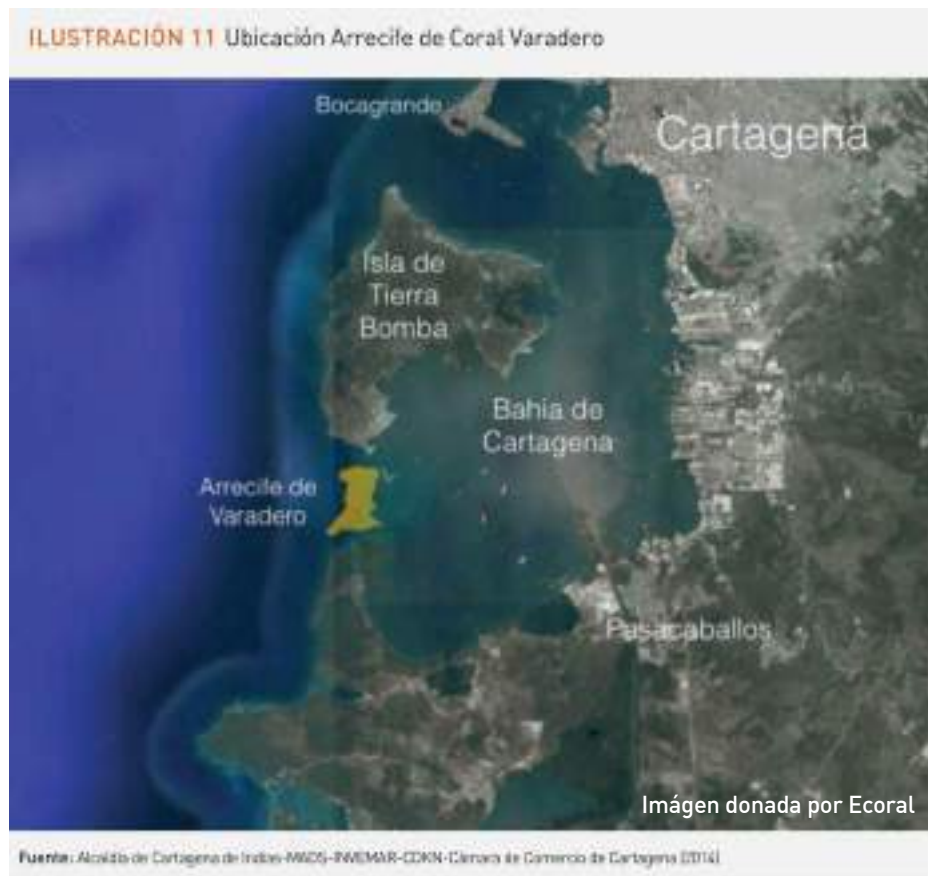 ILUSTRACIÓN 11 Ubicación Arrecife de Coral Varadero
Bocagrande
Cartagena
Isla de
Tierra
Bomba
Bahia de
Cartagena
Arrecife de
Varadero
Pasacaballos
Imágen donada por Ecoral
Fuente: Alcaldía de Cartagena de Indias-MADS-INVEMAR-CDKN-Cámara de Comercio de Cartagena (2014)